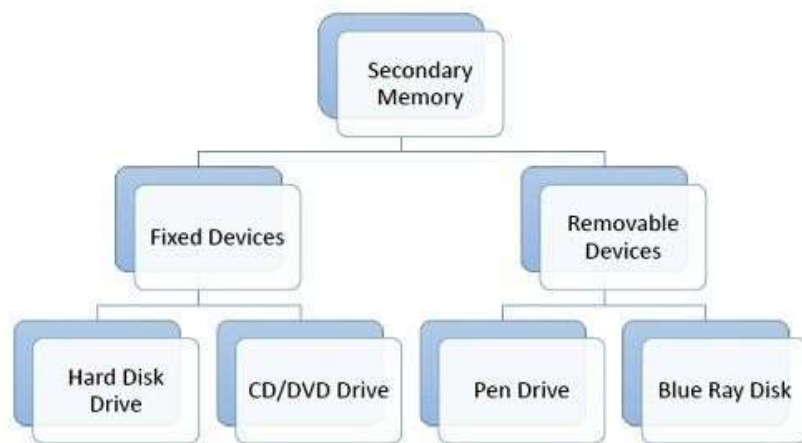 Secondary
Memory
Fixed Devices
Removable
Devices
Hard Disk
Drive
CD/DVD Drive
Pen Drive
Blue Ray Disk